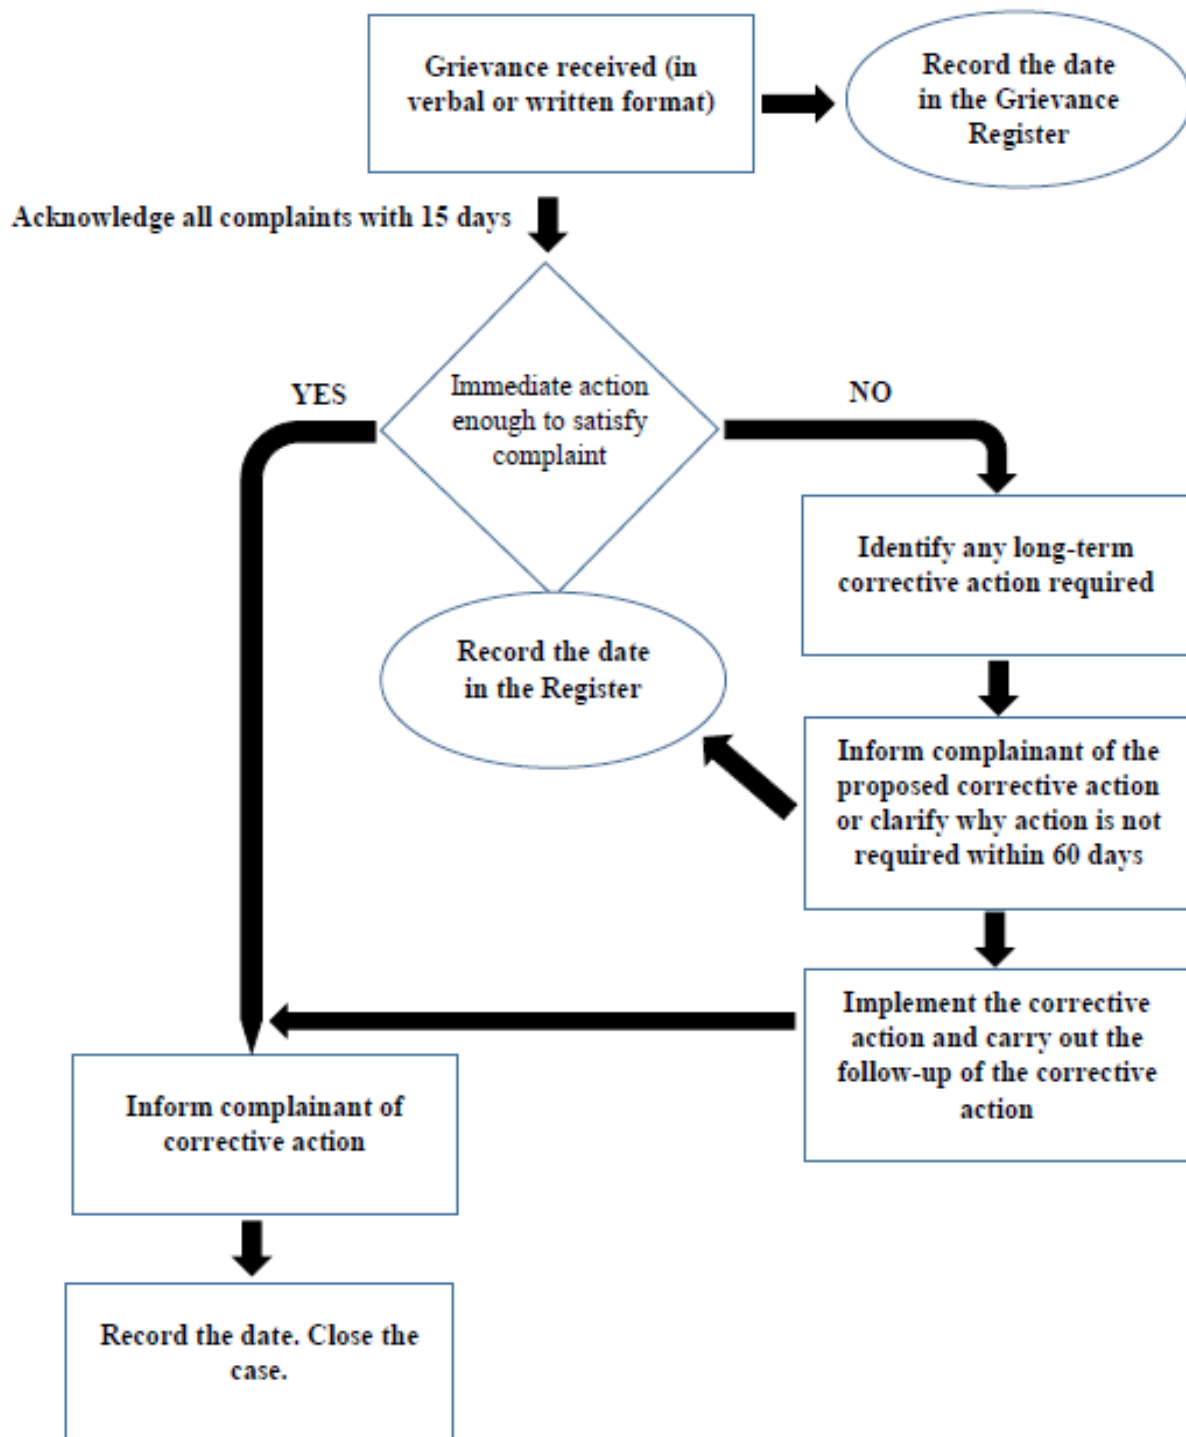 Grievance received (in
verbal or written format)
Record the date
in the Grievance
Register
Acknowledge all complaints with 15 days
YES
Immediate action
enough to satisfy
complaint
NO
Identify any long-term
corrective action required
Record the date
in the Register
Inform complainant of the
proposed corrective action
or clarify why action is not
required within 60 days
Implement the corrective
action and carry out the
follow-up of the corrective
action
Inform complainant of
corrective action
Record the date. Close the
case.